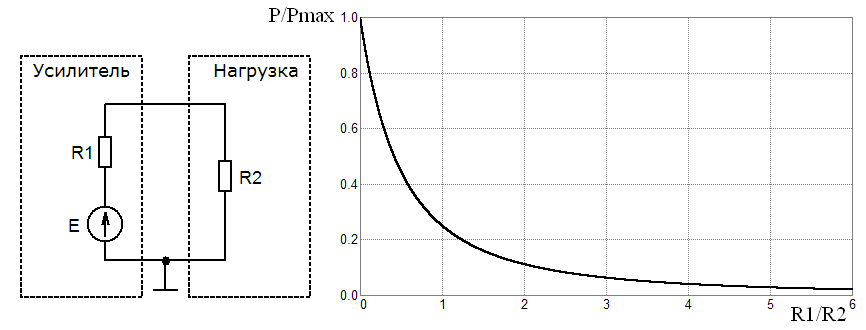 Усилитель
Нагрузка
R1
R2
E
P/Pmax
1.0
0.8
0.6
0.4
0.2
0.0
0 1 2 3 4 5 6
R1/R2